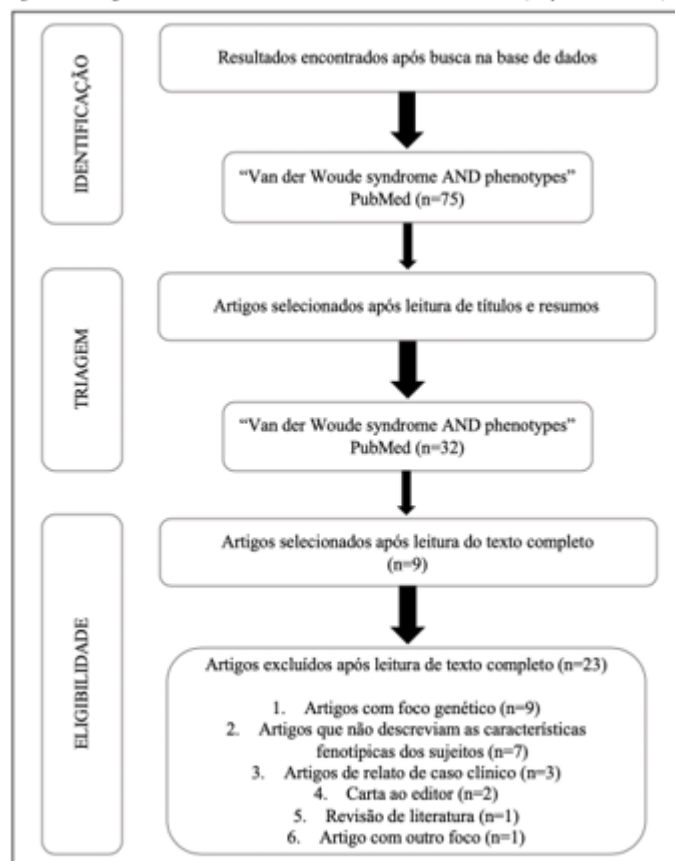 IDENTIFICAÇÃO
Resultados encontrados após busca na base de dados
“Van der Woude syndrome AND phenotypes”
PubMed (n=75)
TRIAGEM
Artigos selecionados após leitura de títulos e resumos
“Van der Woude syndrome AND phenotypes”
PubMed (n=32)
ELIGIBILIDADE
Artigos selecionados após leitura do texto completo
(n=9)
Artigos excluídos após leitura de texto completo (n=23)
1. Artigos com foco genético (n=9)
2. Artigos que não descreviam as características
fenotípicas dos sujeitos (n=7)
3. Artigos de relato de caso clínico (n=3)
4. Carta ao editor (n=2)
5. Revisão de literatura (n=1)
6. Artigo com outro foco (n=1)